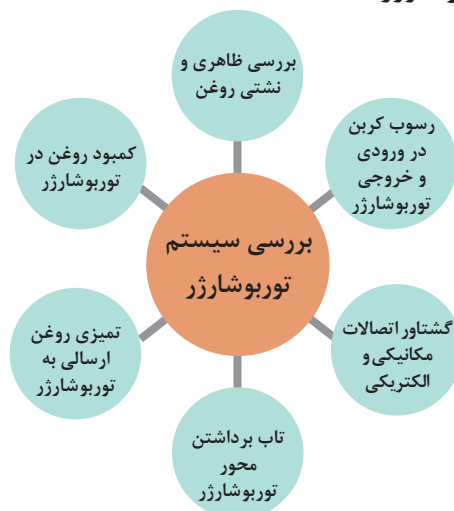 بررسی ظاهری و
نشتی روغن
رسوب کربن
در ورودی
و خروجی
توربوشارژر
گشتاور اتصالات
مکانیکی و
الکتریکی
تاب برداشتن
محور
توربوشارژر
تمیزی روغن
ارسالی به
توربوشارژر
کمبود روغن در
توربوشارژر
بررسی سیستم
توربوشارژر